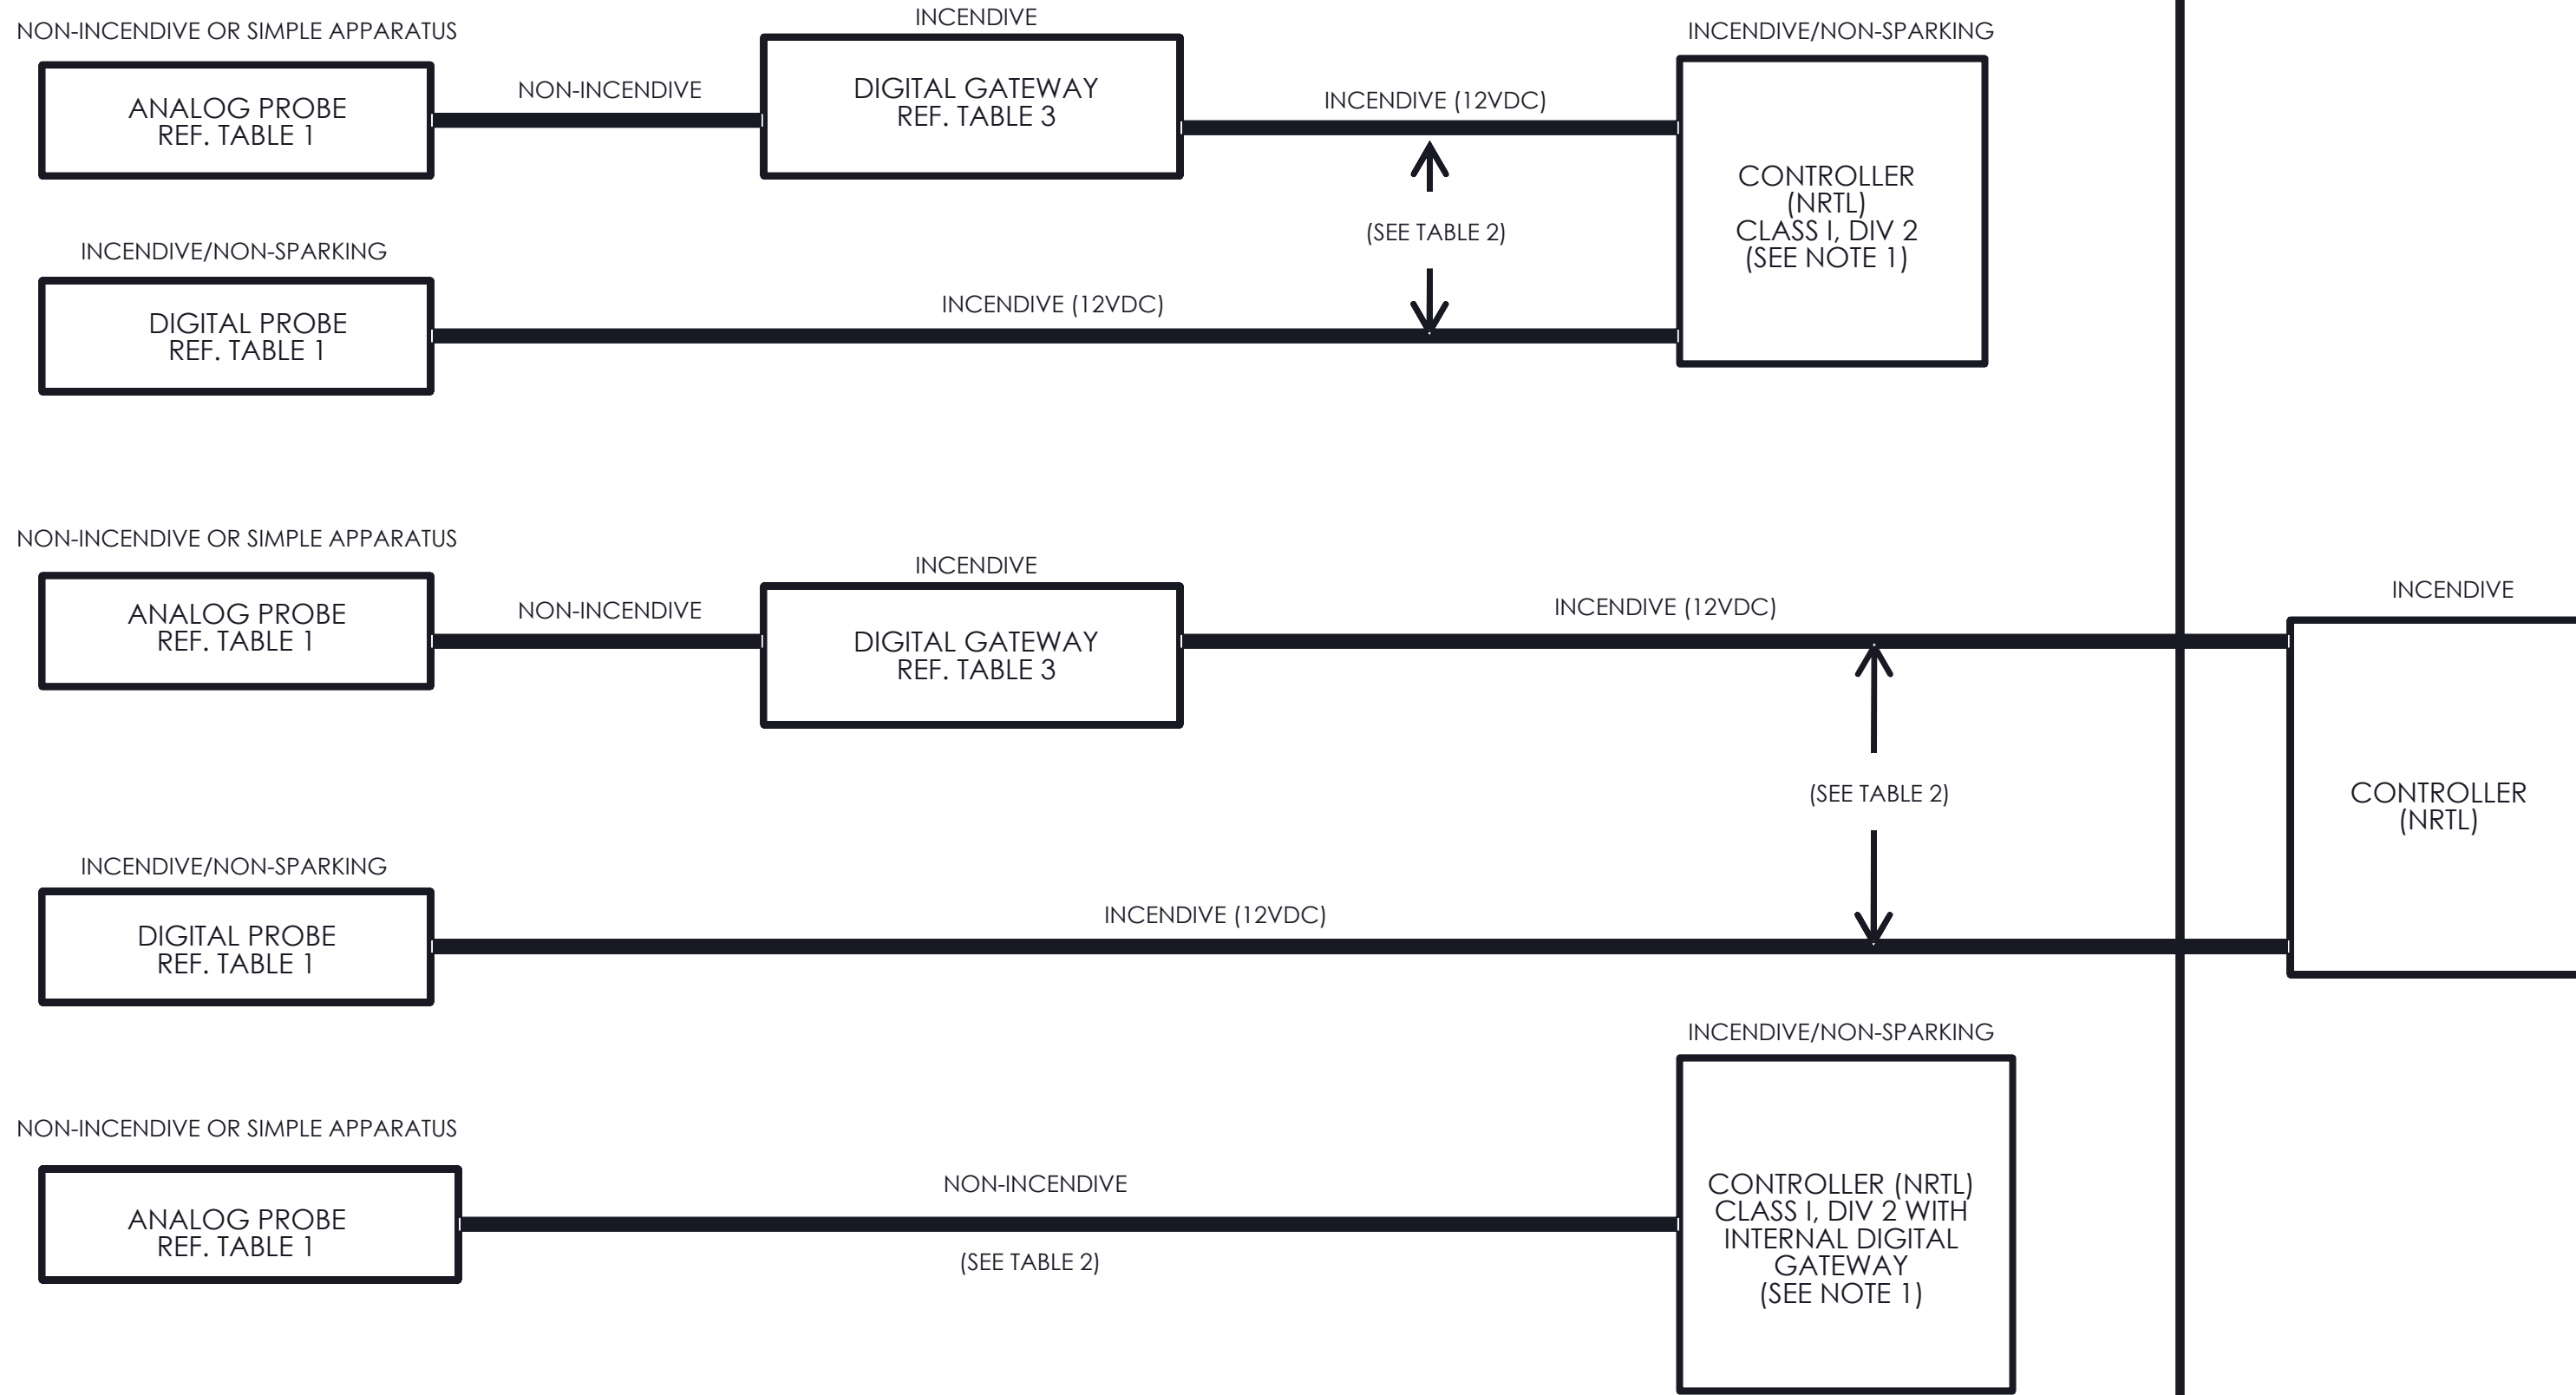 NON-INCENDIVE OR SIMPLE APPARATUS
ANALOG PROBE
REF. TABLE 1
NON-INCENDIVE
INCENDIVE
DIGITAL GATEWAY
REF. TABLE 3
INCENDIVE (12VDC)
(SEE TABLE 2)
INCENDIVE/NON-SPARKING
CONTROLLER
(NRTL)
CLASS I, DIV 2
(SEE NOTE 1)
INCENDIVE/NON-SPARKING
DIGITAL PROBE
REF. TABLE 1
INCENDIVE (12VDC)
NON-INCENDIVE OR SIMPLE APPARATUS
ANALOG PROBE
REF. TABLE 1
NON-INCENDIVE
INCENDIVE
DIGITAL GATEWAY
REF. TABLE 3
INCENDIVE (12VDC)
(SEE TABLE 2)
INCENDIVE
CONTROLLER
(NRTL)
INCENDIVE/NON-SPARKING
DIGITAL PROBE
REF. TABLE 1
INCENDIVE (12VDC)
NON-INCENDIVE OR SIMPLE APPARATUS
ANALOG PROBE
REF. TABLE 1
NON-INCENDIVE
(SEE TABLE 2)
INCENDIVE/NON-SPARKING
CONTROLLER (NRTL)
CLASS I, DIV 2 WITH
INTERNAL DIGITAL
GATEWAY
(SEE NOTE 1)